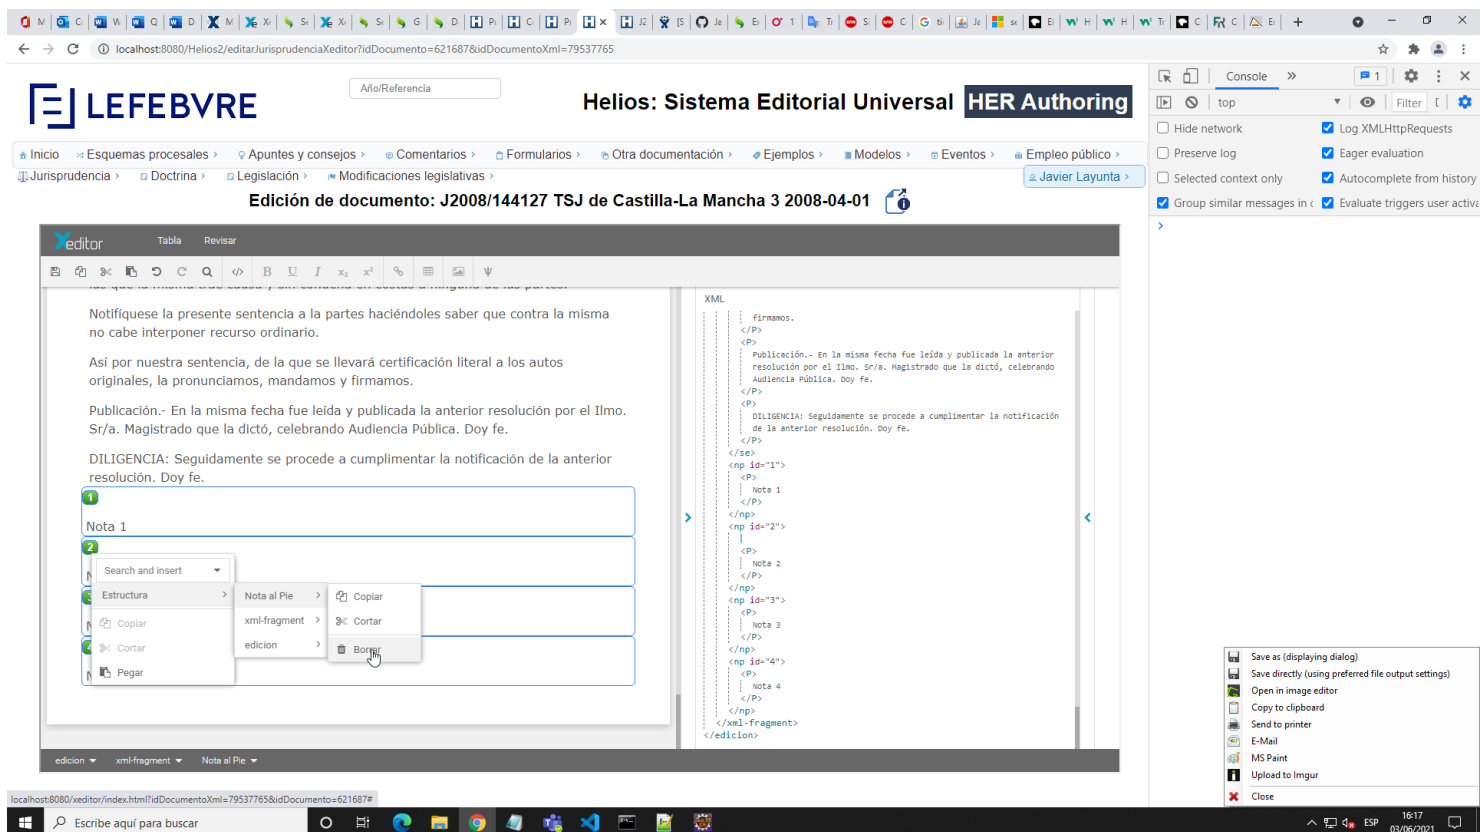 localhost:8080/Helios2/editarJurisprudenciaXeditor?idDocumento=621687&idDocumentoXml=79537765
LEFEBVRE
Año/Referencia
Helios: Sistema Editorial Universal HER Authoring
Inicio Esquemas procesales Apuntes y consejos Comentarios Formularios Otra documentación Ejemplos Modelos Eventos Empleo público
Jurisprudencia Doctrina Legislación Modificaciones legislativas Javier Layunta
Edición de documento: J2008/144127 TSJ de Castilla-La Mancha 3 2008-04-01
Xeditor Tabla Revisar
Notifíquese la presente sentencia a la partes haciéndoles saber que contra la misma
no cabe interponer recurso ordinario.
Así por nuestra sentencia, de la que se llevará certificación literal a los autos
originales, la pronunciamos, mandamos y firmamos.
Publicación.- En la misma fecha fue leída y publicada la anterior resolución por el Ilmo.
Sr/a. Magistrado que la dictó, celebrando Audiencia Pública. Doy fe.
DILIGENCIA: Seguidamente se procede a cumplimentar la notificación de la anterior
resolución. Doy fe.
1
Nota 1
2
Search and insert
Estructura
Copiar
Cortar
Pegar
Nota al Pie
xml-fragment
edicion
Copiar
Cortar
Borrar
XML
firmamos.
</P>
<P>
Publicación.- En la misma fecha fue leída y publicada la anterior
resolución por el Ilmo. Sr/a. Magistrado que la dictó, celebrando
Audiencia Pública. Doy fe.
</P>
<P>
DILIGENCIA: Seguidamente se procede a cumplimentar la notificación
de la anterior resolución. Doy fe.
</P>
</se>
<np id="1">
<P>
Nota 1
</P>
</np>
<np id="2">
<P>
Nota 2
</P>
</np>
<np id="3">
<P>
Nota 3
</P>
</np>
<np id="4">
<P>
Nota 4
</P>
</np>
</xml-fragment>
</edicion>
edicion xml-fragment Nota al Pie
localhost:8080/xeditor/index.html?idDocumentoXml=79537765&idDocumento=621687#
Console » 1
top Filter
Hide network Log XMLHttpRequests
Preserve log Eager evaluation
Selected context only Autocomplete from history
Group similar messages in Evaluate triggers user activa
Save as (displaying dialog)
Save directly (using preferred file output settings)
Open in image editor
Copy to clipboard
Send to printer
E-Mail
MS Paint
Upload to Imgur
Close
Escribe aquí para buscar
ESP
16:17
03/06/2021